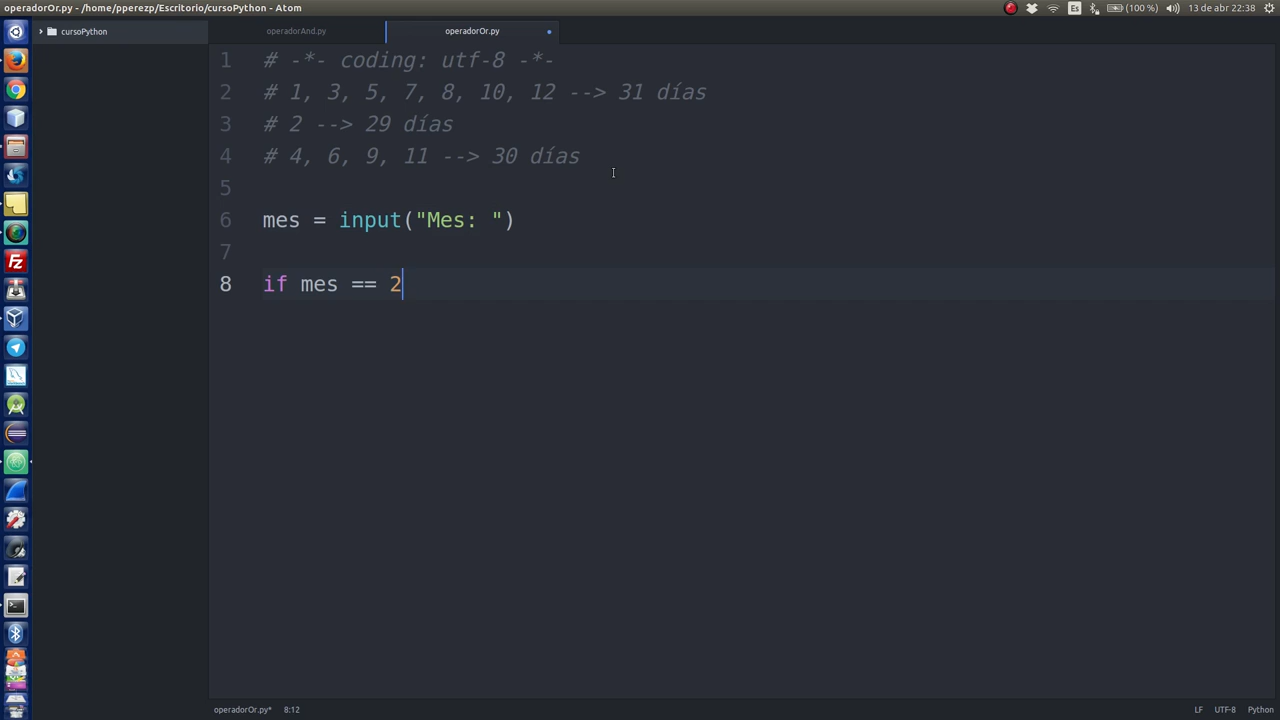 operadorOr.py - /home/pperezp/Escritorio/cursoPython - Atom
Es
(100 %)
13 de abr 22:38
cursoPython
operadorAnd.py
operadorOr.py
1 # -*- coding: utf-8 -*-
2 # 1, 3, 5, 7, 8, 10, 12 --> 31 días
3 # 2 --> 29 días
4 # 4, 6, 9, 11 --> 30 días
5
6 mes = input("Mes: ")
7
8 if mes == 2
operadorOr.py* 8:12
LF UTF-8 Python